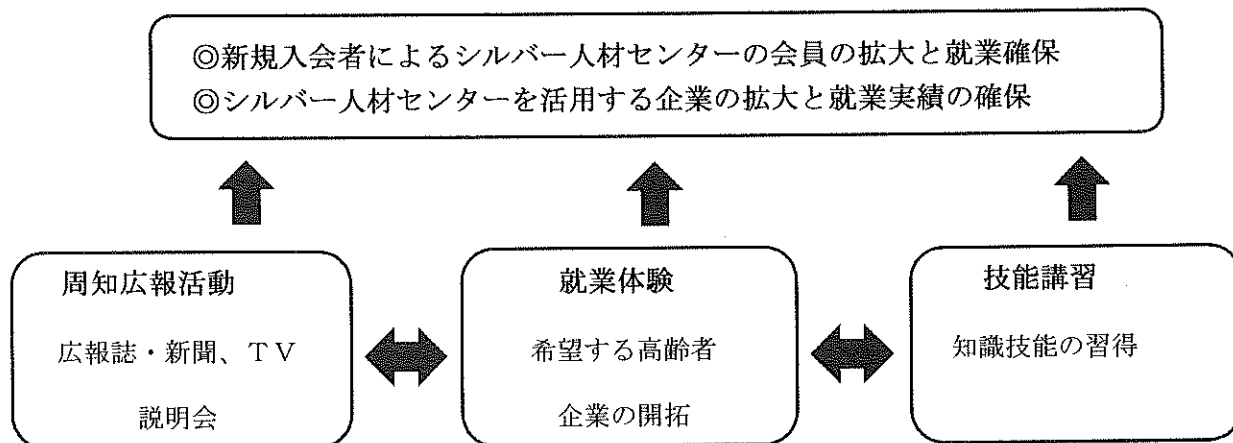 ◎新規入会者によるシルバー人材センターの会員の拡大と就業確保
◎シルバー人材センターを活用する企業の拡大と就業実績の確保
周知広報活動
広報誌・新聞、ＴＶ
説明会
就業体験
希望する高齢者
企業の開拓
技能講習
知識技能の習得